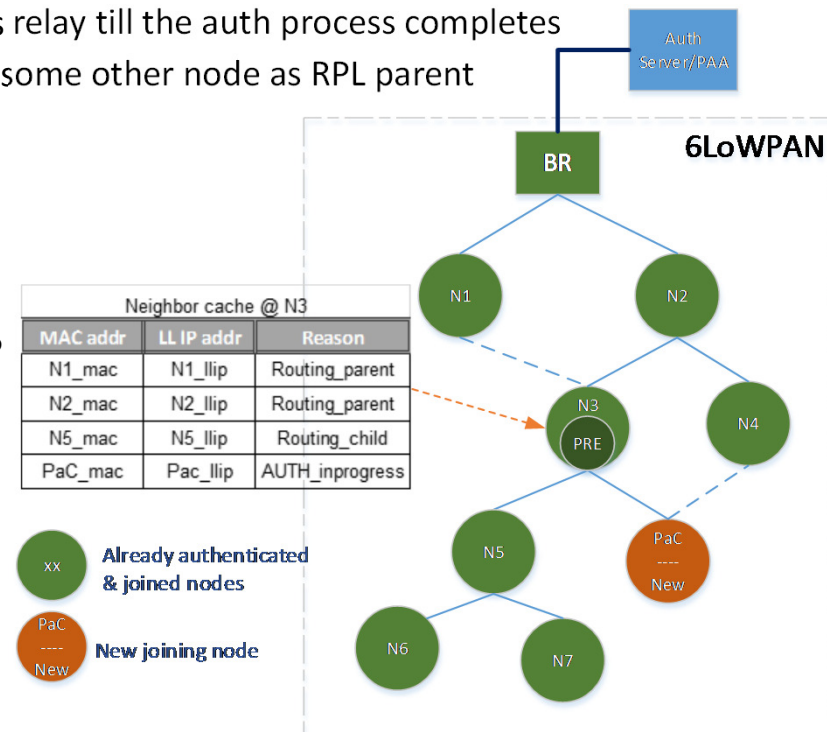 s relay till the auth process completes
some other node as RPL parent
Auth
Server/PAA
6LoWPAN
BR
N1
N2
Neighbor cache @ N3
MAC addr LL IP addr Reason
N1_mac N1_llip Routing_parent
N2_mac N2_llip Routing_parent
N5_mac N5_llip Routing_child
PaC_mac Pac_llip AUTH_inprogress
N3
PRE
N4
N5
PaC
----
New
N6
N7
xx
Already authenticated
& joined nodes
PaC
----
New
New joining node